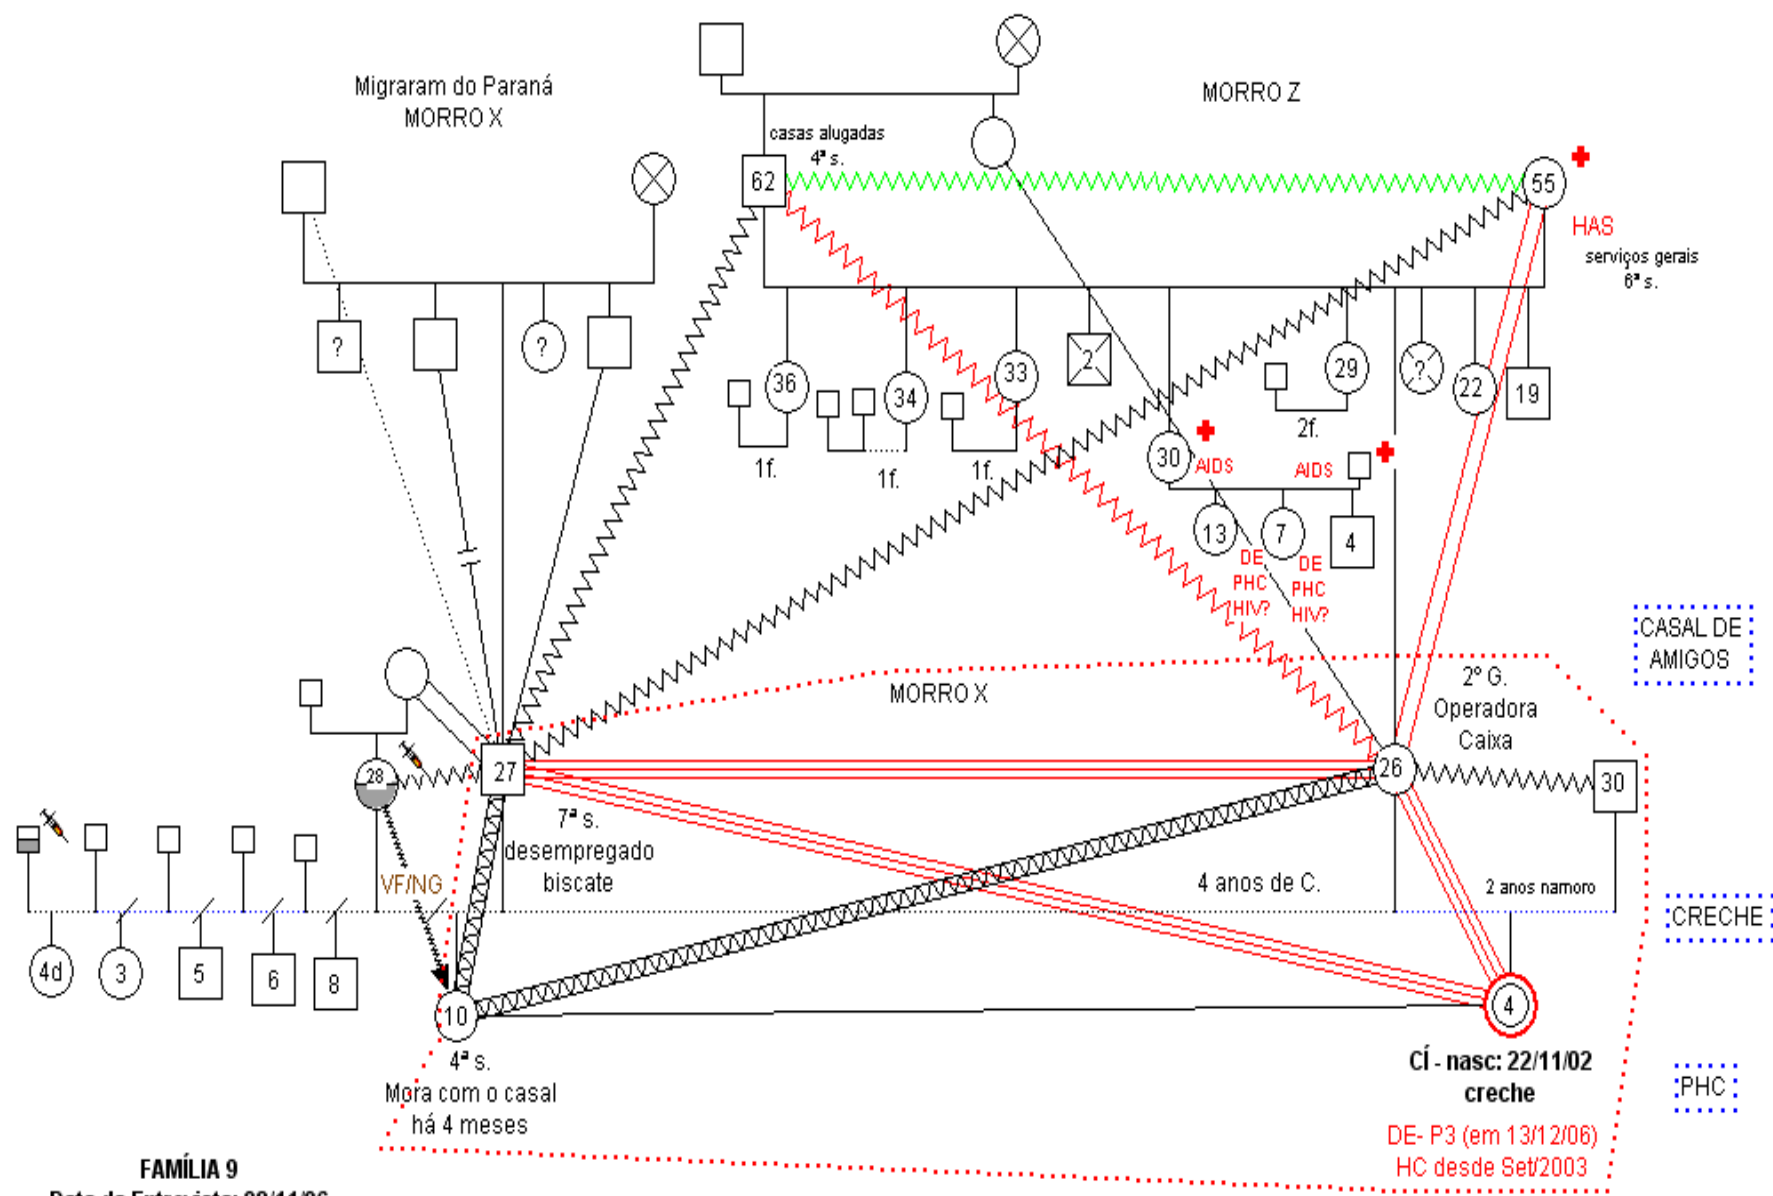 Migraram do Paraná
MORRO X
MORRO Z
casas alugadas
4ª s.
62
55
HAS
serviços gerais
6ª s.
?
?
36
34
33
2
30
29
?
22
19
1f.
1f.
1f.
2f.
AIDS
AIDS
13
7
4
DE
PHC
HIV?
DE
PHC
HIV?
CASAL DE
AMIGOS
MORRO X
2º G.
Operadora
Caixa
28
27
26
30
7ª s.
desempregado
biscate
VF/NG
4 anos de C.
2 anos namoro
CRECHE
4d
3
5
6
8
10
4
4ª s.
Mora com o casal
há 4 meses
CÍ - nasc: 22/11/02
creche
PHC
DE- P3 (em 13/12/06)
HC desde Set/2003
FAMÍLIA 9